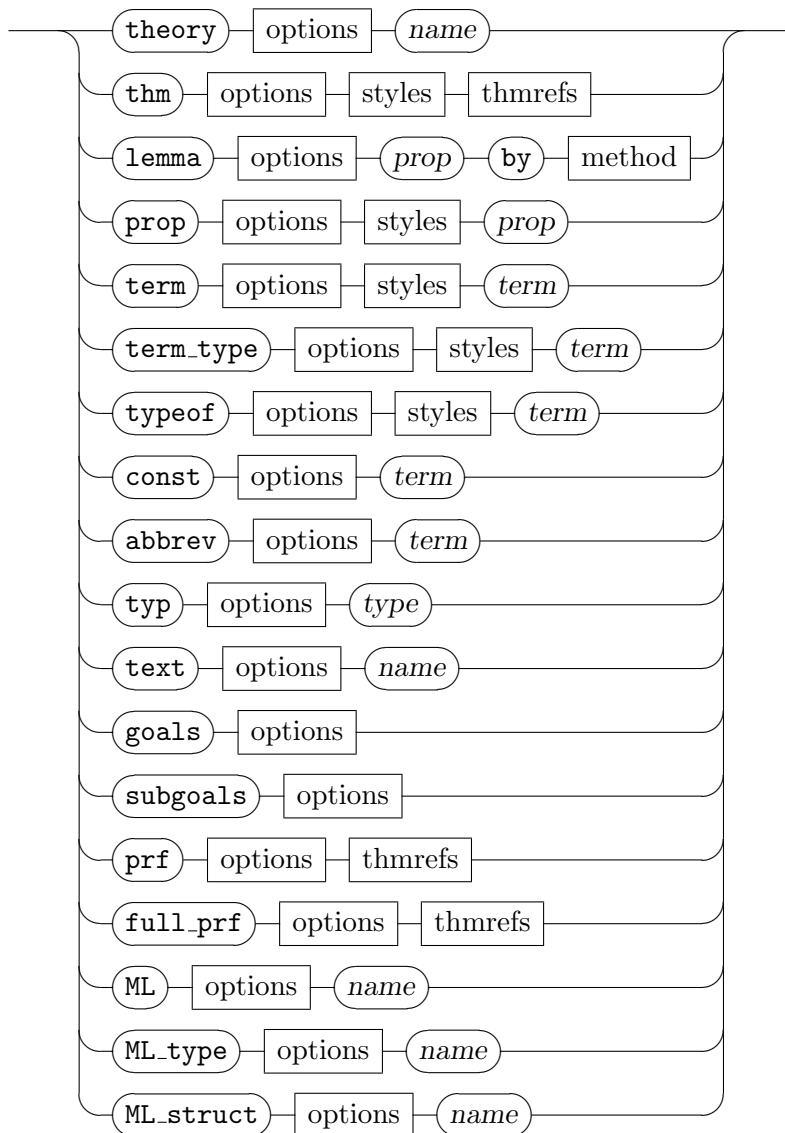 theory options name
thm options styles thmrefs
lemma options prop by method
prop options styles prop
term options styles term
term_type options styles term
typeof options styles term
const options term
abbrev options term
typ options type
text options name
goals options
subgoals options
prf options thmrefs
full_prf options thmrefs
ML options name
ML_type options name
ML_struct options name